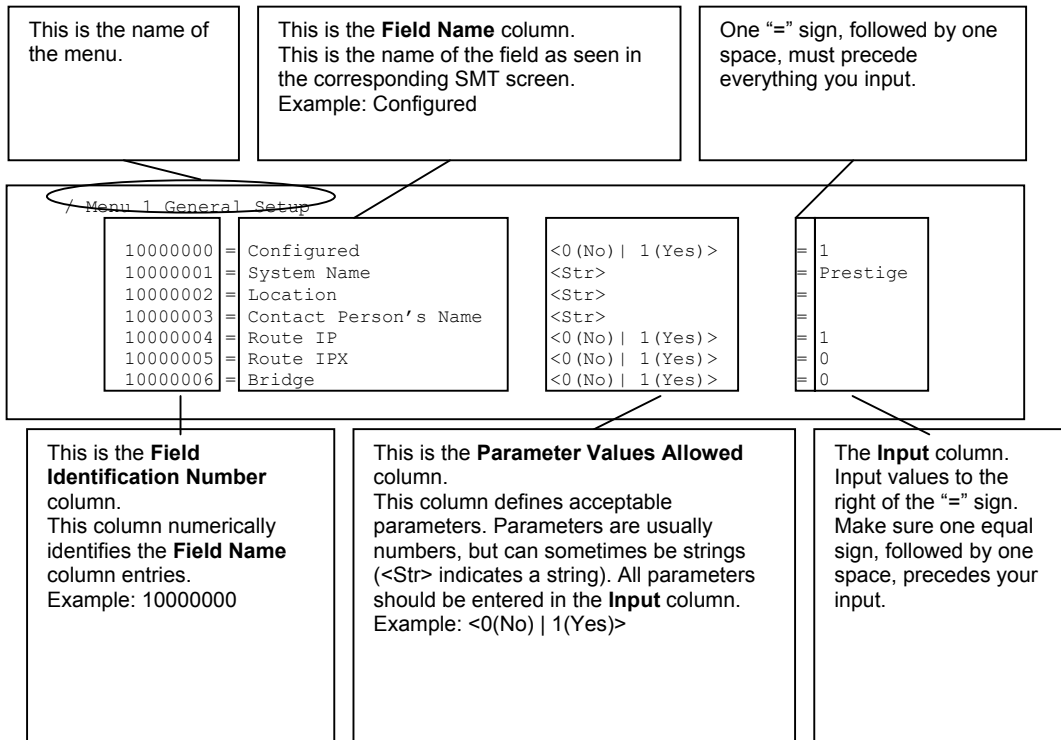 This is the name of
the menu.
This is the Field Name column.
This is the name of the field as seen in
the corresponding SMT screen.
Example: Configured
One “=” sign, followed by one
space, must precede
everything you input.
/ Menu 1 General Setup
10000000 = Configured <0(No)| 1(Yes)> = 1
10000001 = System Name <Str> = Prestige
10000002 = Location <Str> =
10000003 = Contact Person’s Name <Str> =
10000004 = Route IP <0(No)| 1(Yes)> = 1
10000005 = Route IPX <0(No)| 1(Yes)> = 0
10000006 = Bridge <0(No)| 1(Yes)> = 0
This is the Field
Identification Number
column.
This column numerically
identifies the Field Name
column entries.
Example: 10000000
This is the Parameter Values Allowed
column.
This column defines acceptable
parameters. Parameters are usually
numbers, but can sometimes be strings
(<Str> indicates a string). All parameters
should be entered in the Input column.
Example: <0(No) | 1(Yes)>
The Input column.
Input values to the
right of the “=” sign.
Make sure one equal
sign, followed by one
space, precedes your
input.